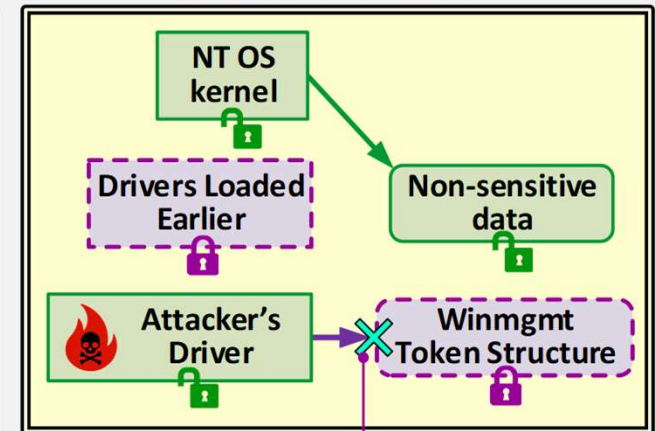 NT OS
kernel
Drivers Loaded
Earlier
Non-sensitive
data
Attacker's
Driver
Winmgmt
Token Structure